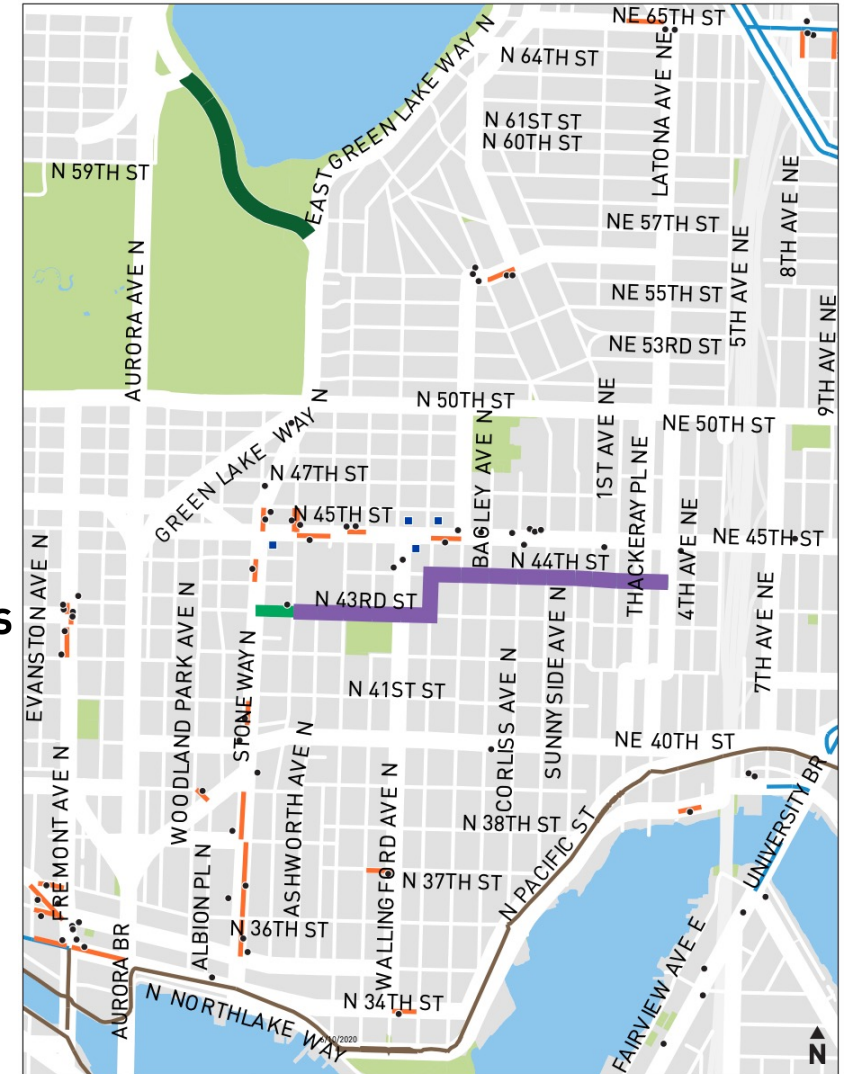 NE 65TH ST
N 64TH ST
EAST GREEN LAKE WAY N
LATONA AVE NE
N 61ST ST
N 60TH ST
N 59TH ST
8TH AVE NE
NE 57TH ST
5TH AVE NE
AURORA AVE N
NE 55TH ST
NE 53RD ST
9TH AVE NE
N 50TH ST
1ST AVE NE
NE 50TH ST
GREEN LAKE WAY N
BAGLEY AVE N
THACKERAY PL NE
N 47TH ST
N 45TH ST
4TH AVE NE
NE 45TH ST
N 44TH ST
EVANSTON AVE N
N 43RD ST
S
WOODLAND PARK AVE N
STONE WAY N
SUNNY SIDE AVE N
7TH AVE NE
CORLISS AVE N
N 41ST ST
NE 40TH ST
FREMONT AVE N
ASHWORTH AVE N
WALLINGFORD AVE N
UNIVERSITY BR
N 38TH ST
N PACIFIC ST
ALBION PL N
N 37TH ST
N 36TH ST
AURORA BR
FAIRVIEW AVE E
N NORTHLAKE WAY
N 34TH ST
N